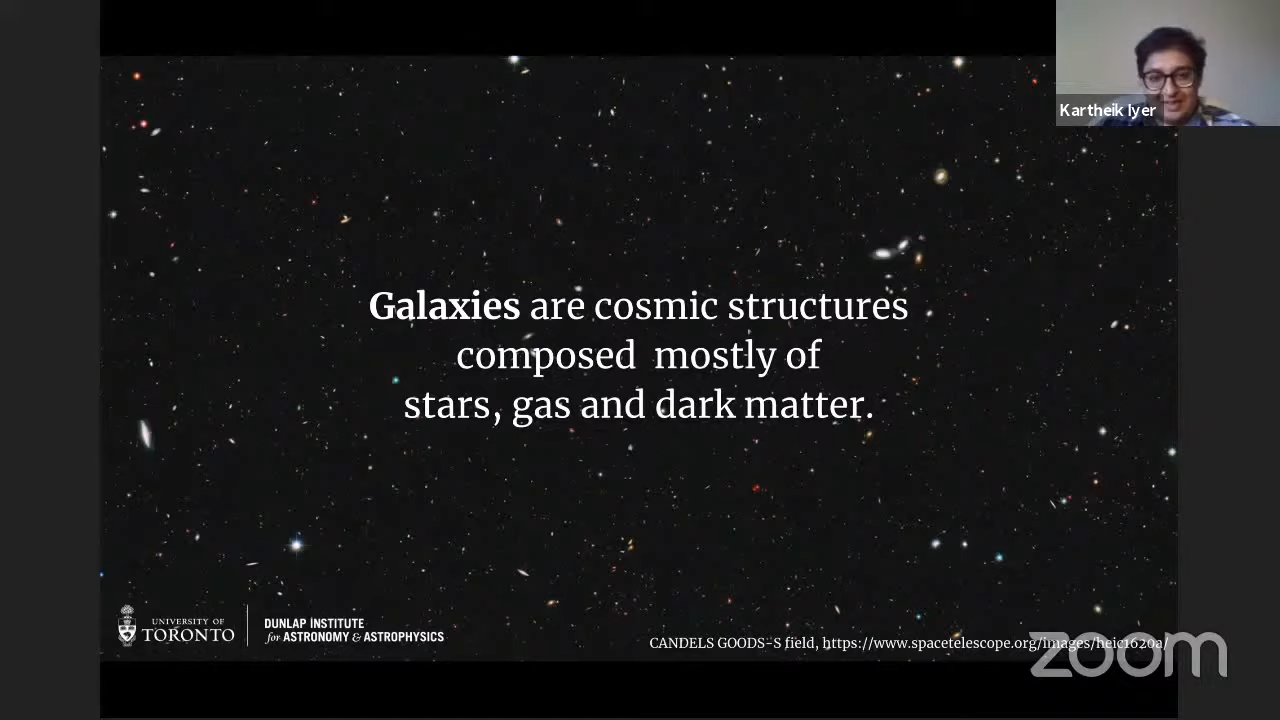 Kartheik Iyer
Galaxies are cosmic structures
composed mostly of
stars, gas and dark matter.
UNIVERSITY OF
TORONTO
DUNLAP INSTITUTE
for ASTRONOMY & ASTROPHYSICS
CANDELS GOODS-S field, https://www.spacetelescope.org/images/heic1620a/
zoom